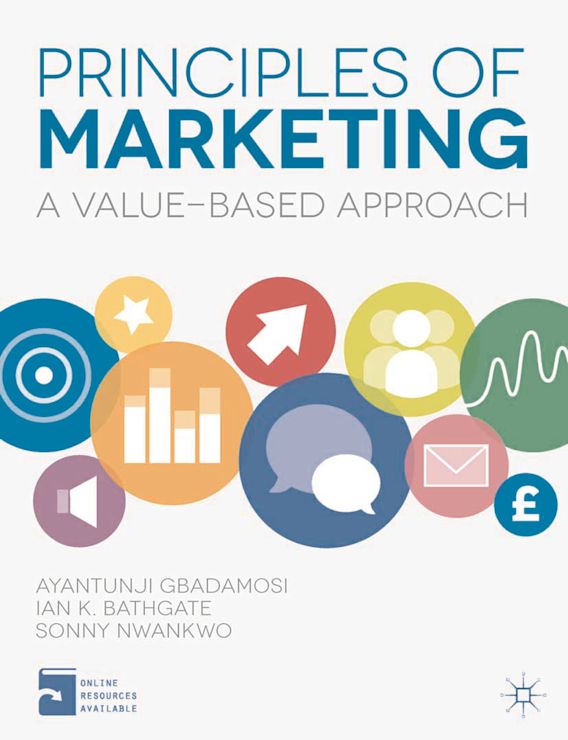 PRINCIPLES OF
MARKETING
A VALUE–BASED APPROACH
£
AYANTUNJI GBADAMOSI
IAN K. BATHGATE
SONNY NWANKWO
ONLINE
RESOURCES
AVAILABLE